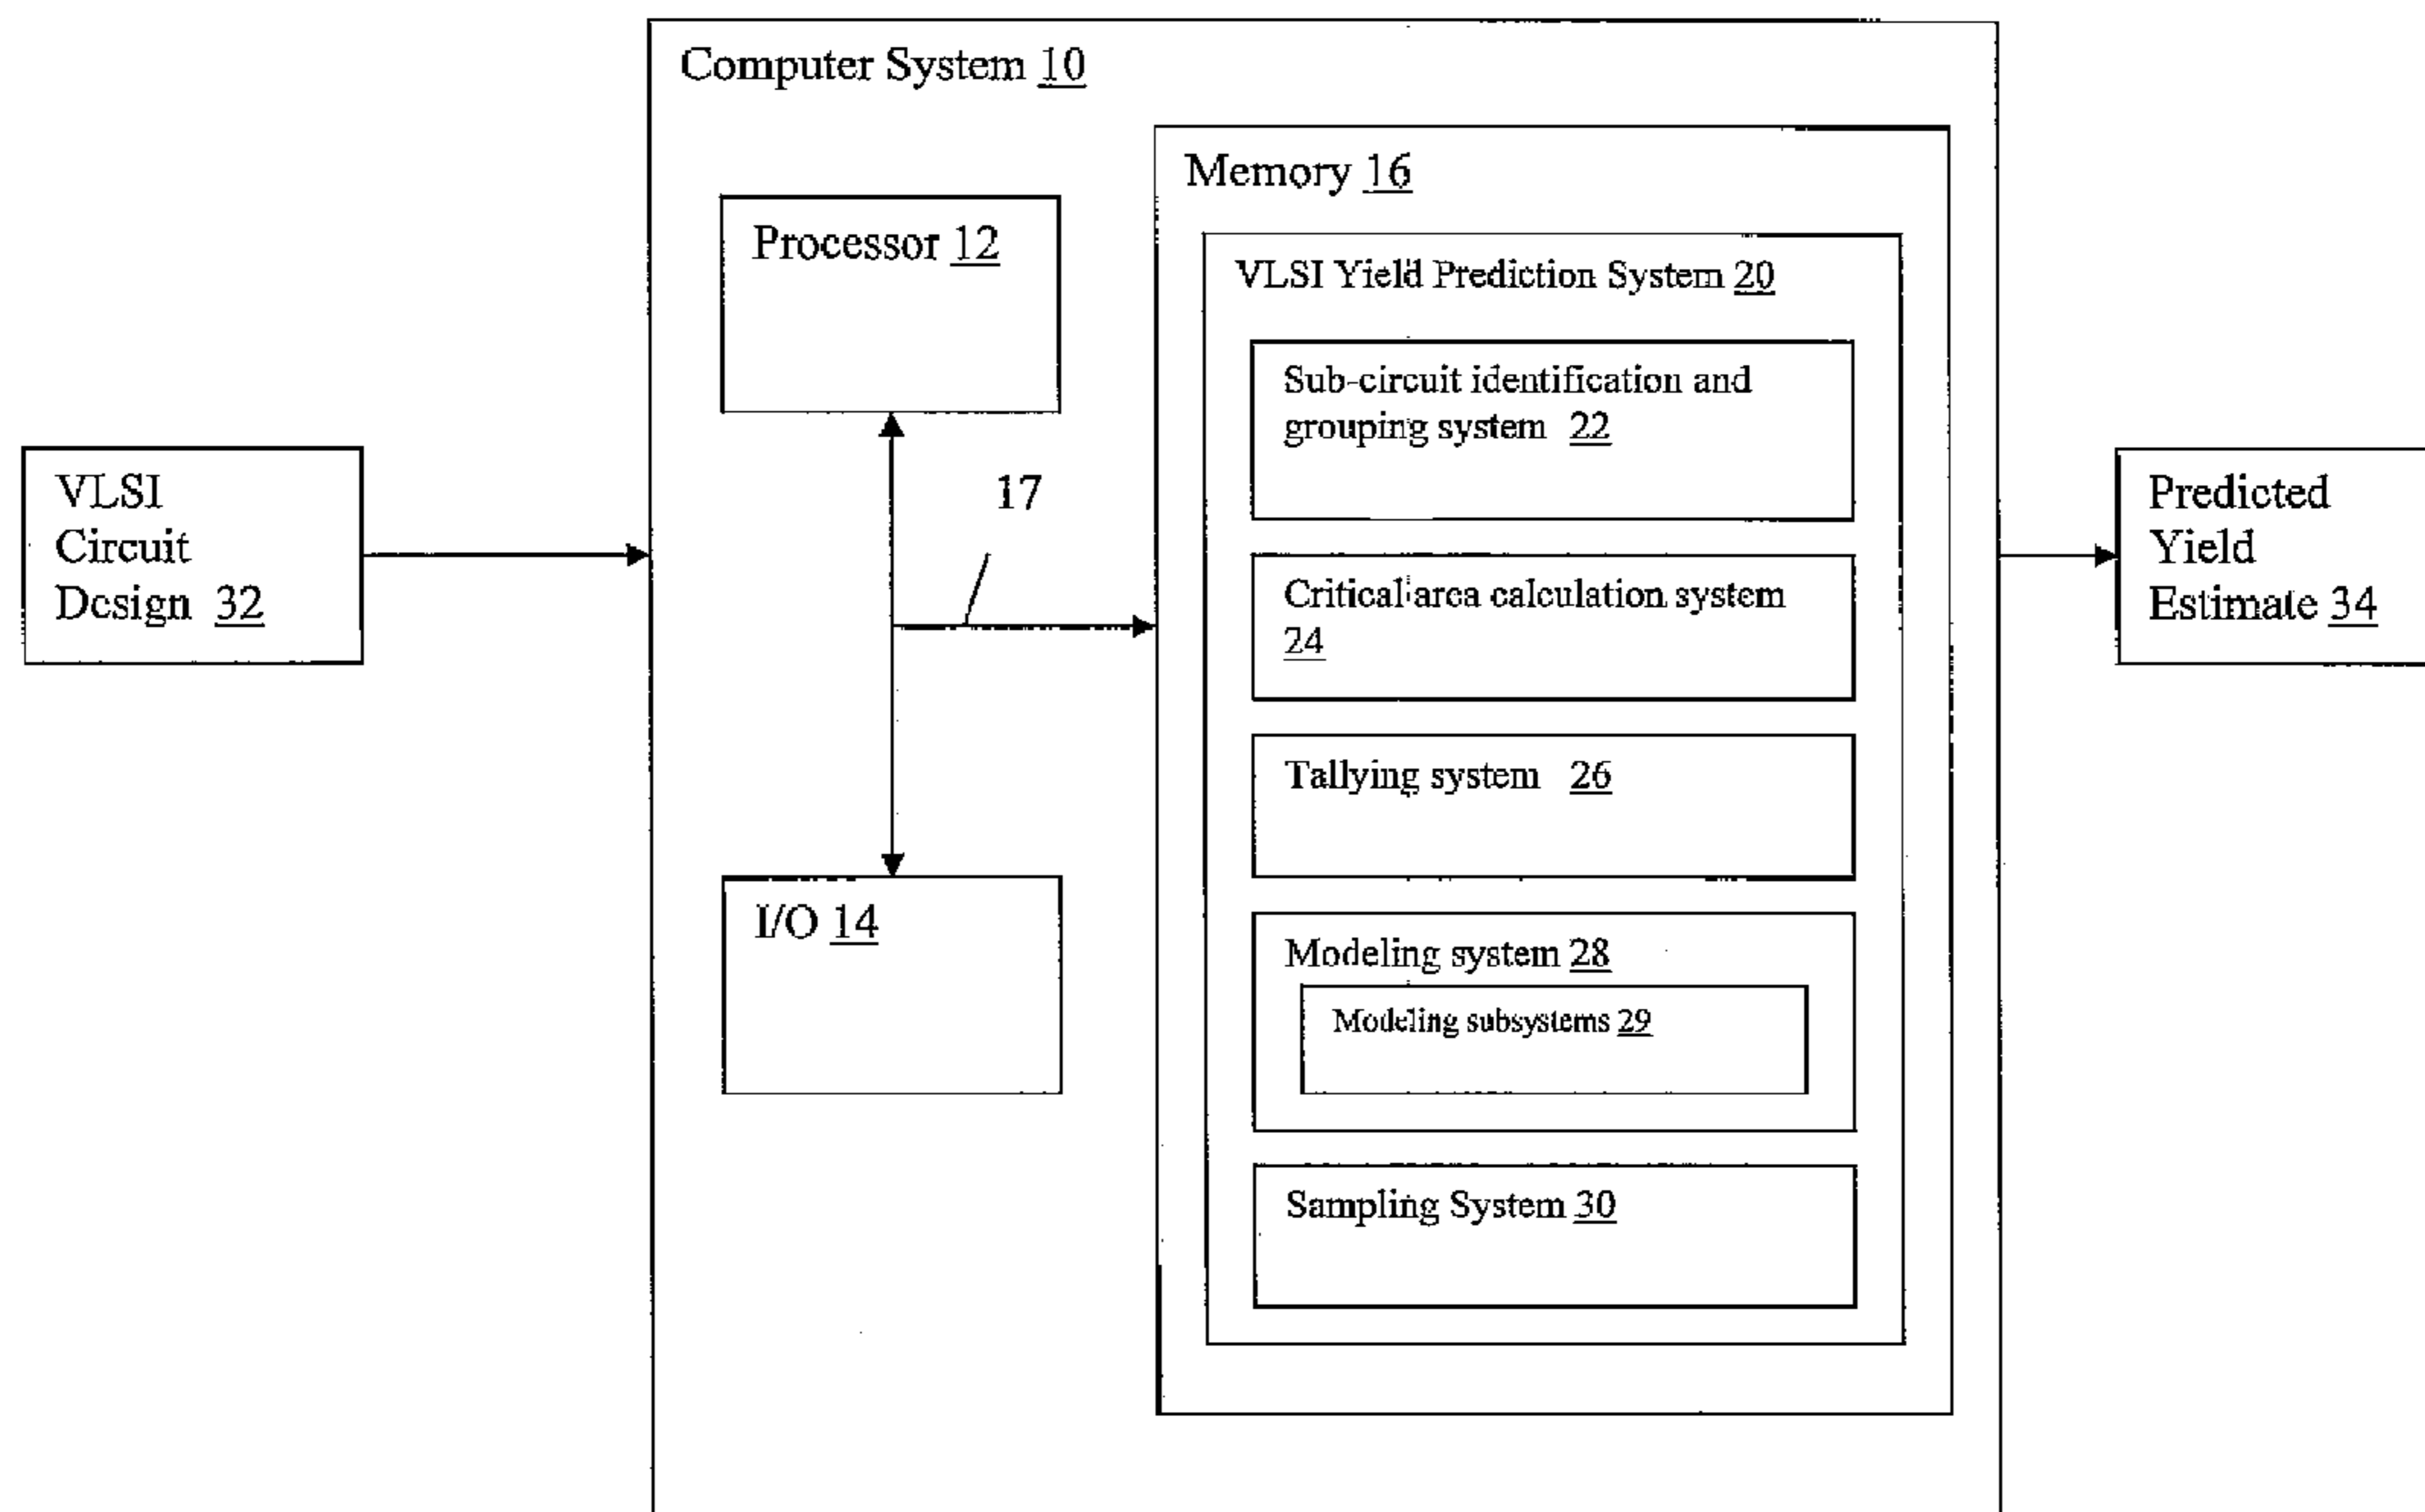 Computer System 10
Memory 16
Processor 12
VLSI Yield Prediction System 20
Sub-circuit identification and
grouping system 22
17
VLSI
Circuit
Design 32
Predicted
Yield
Estimate 34
Critical area calculation system
24
Tallying system 26
I/O 14
Modeling system 28
Modeling subsystems 29
Sampling System 30